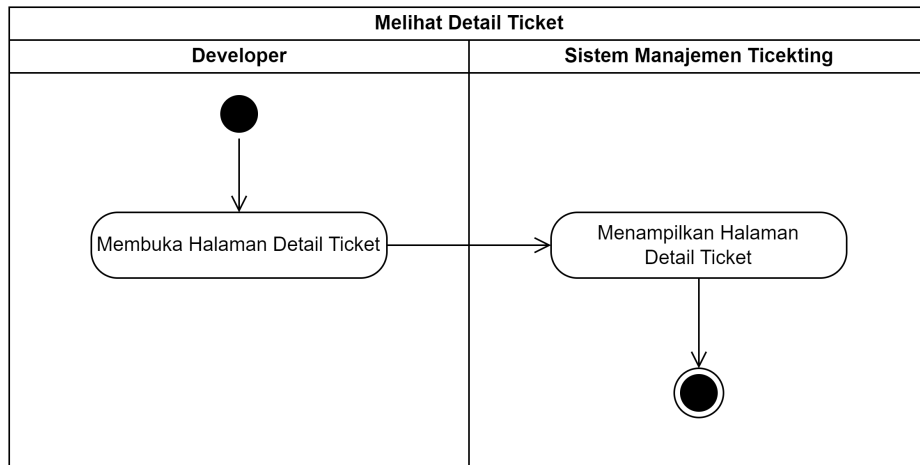 Melihat Detail Ticket
Developer
Sistem Manajemen Ticekting
Membuka Halaman Detail Ticket
Menampilkan Halaman
Detail Ticket